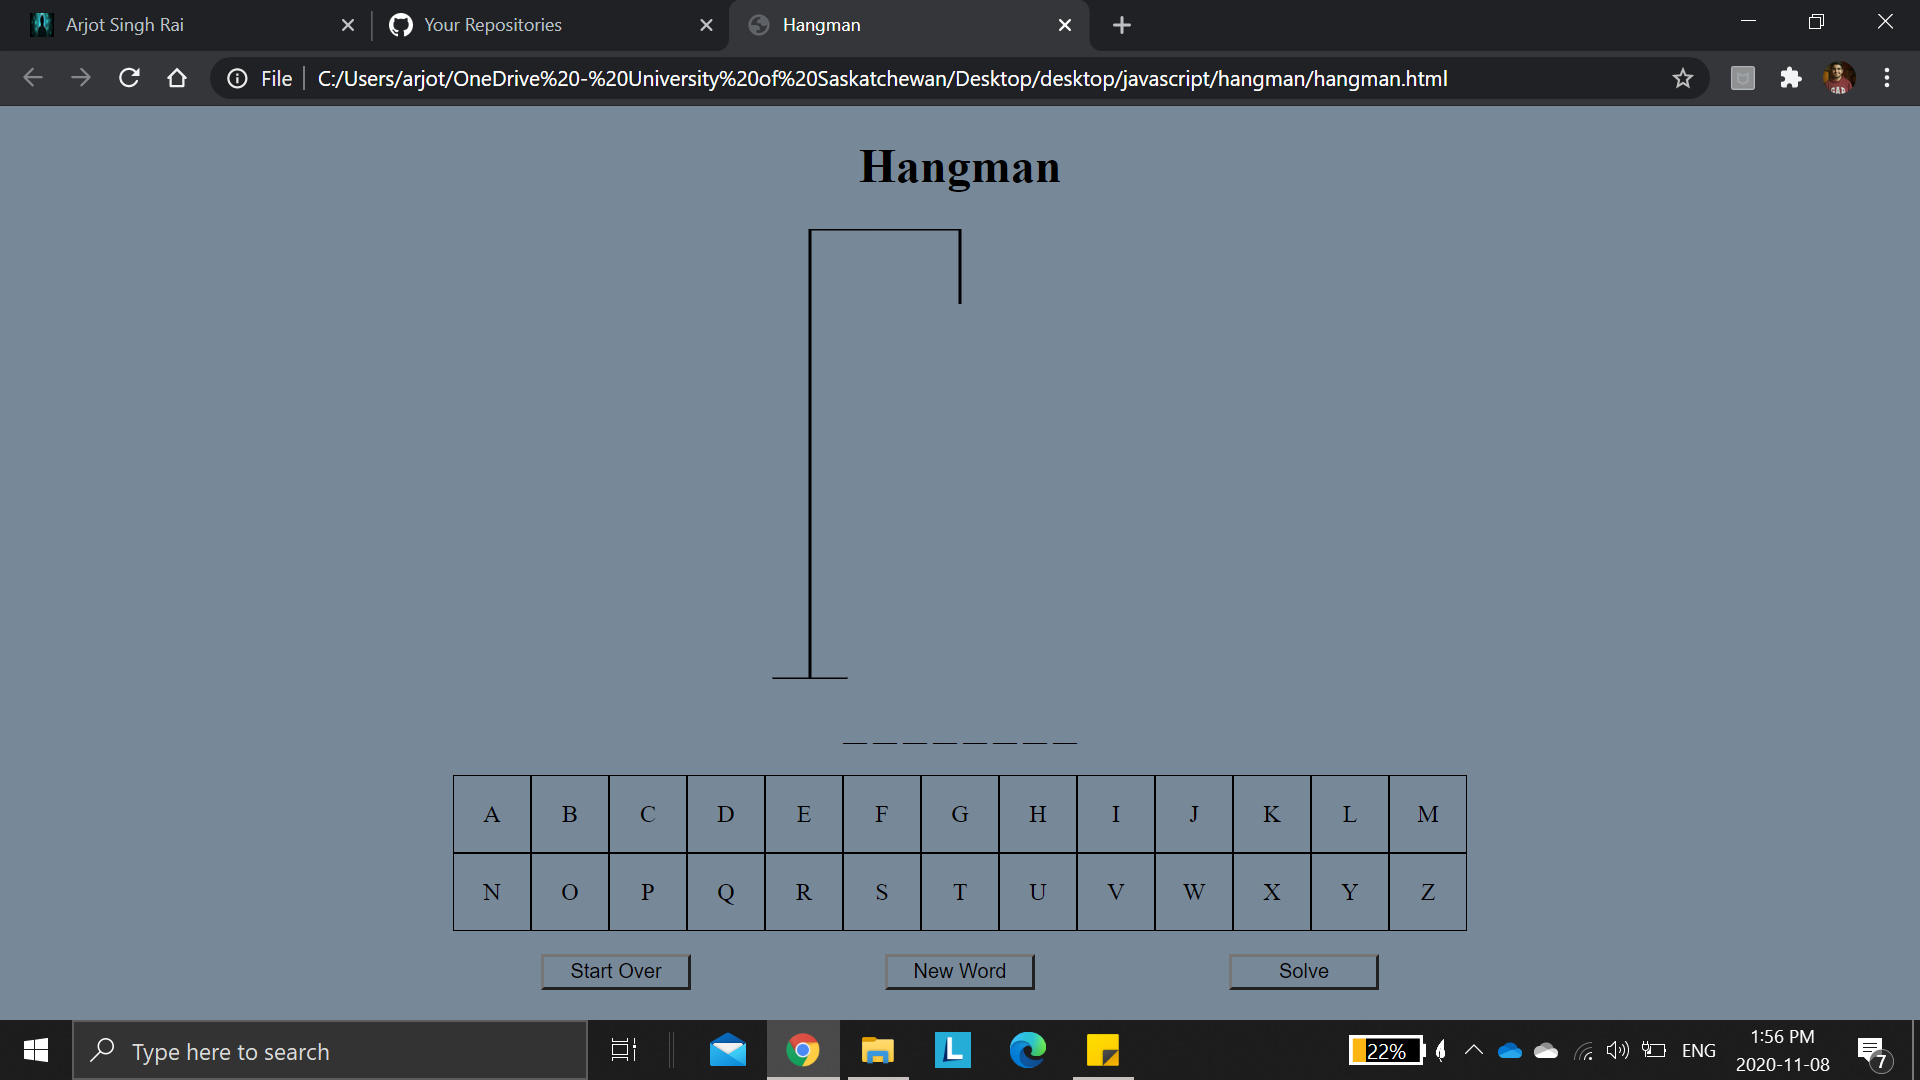 Arjot Singh Rai
Your Repositories
Hangman
File
C:/Users/arjot/OneDrive%20-%20University%20of%20Saskatchewan/Desktop/desktop/javascript/hangman/hangman.html
Hangman
_ _ _ _ _ _ _ _
A B C D E F G H I J K L M
N O P Q R S T U V W X Y Z
Start Over New Word Solve
Type here to search
L
22%
ENG
1:56 PM
2020-11-08
7